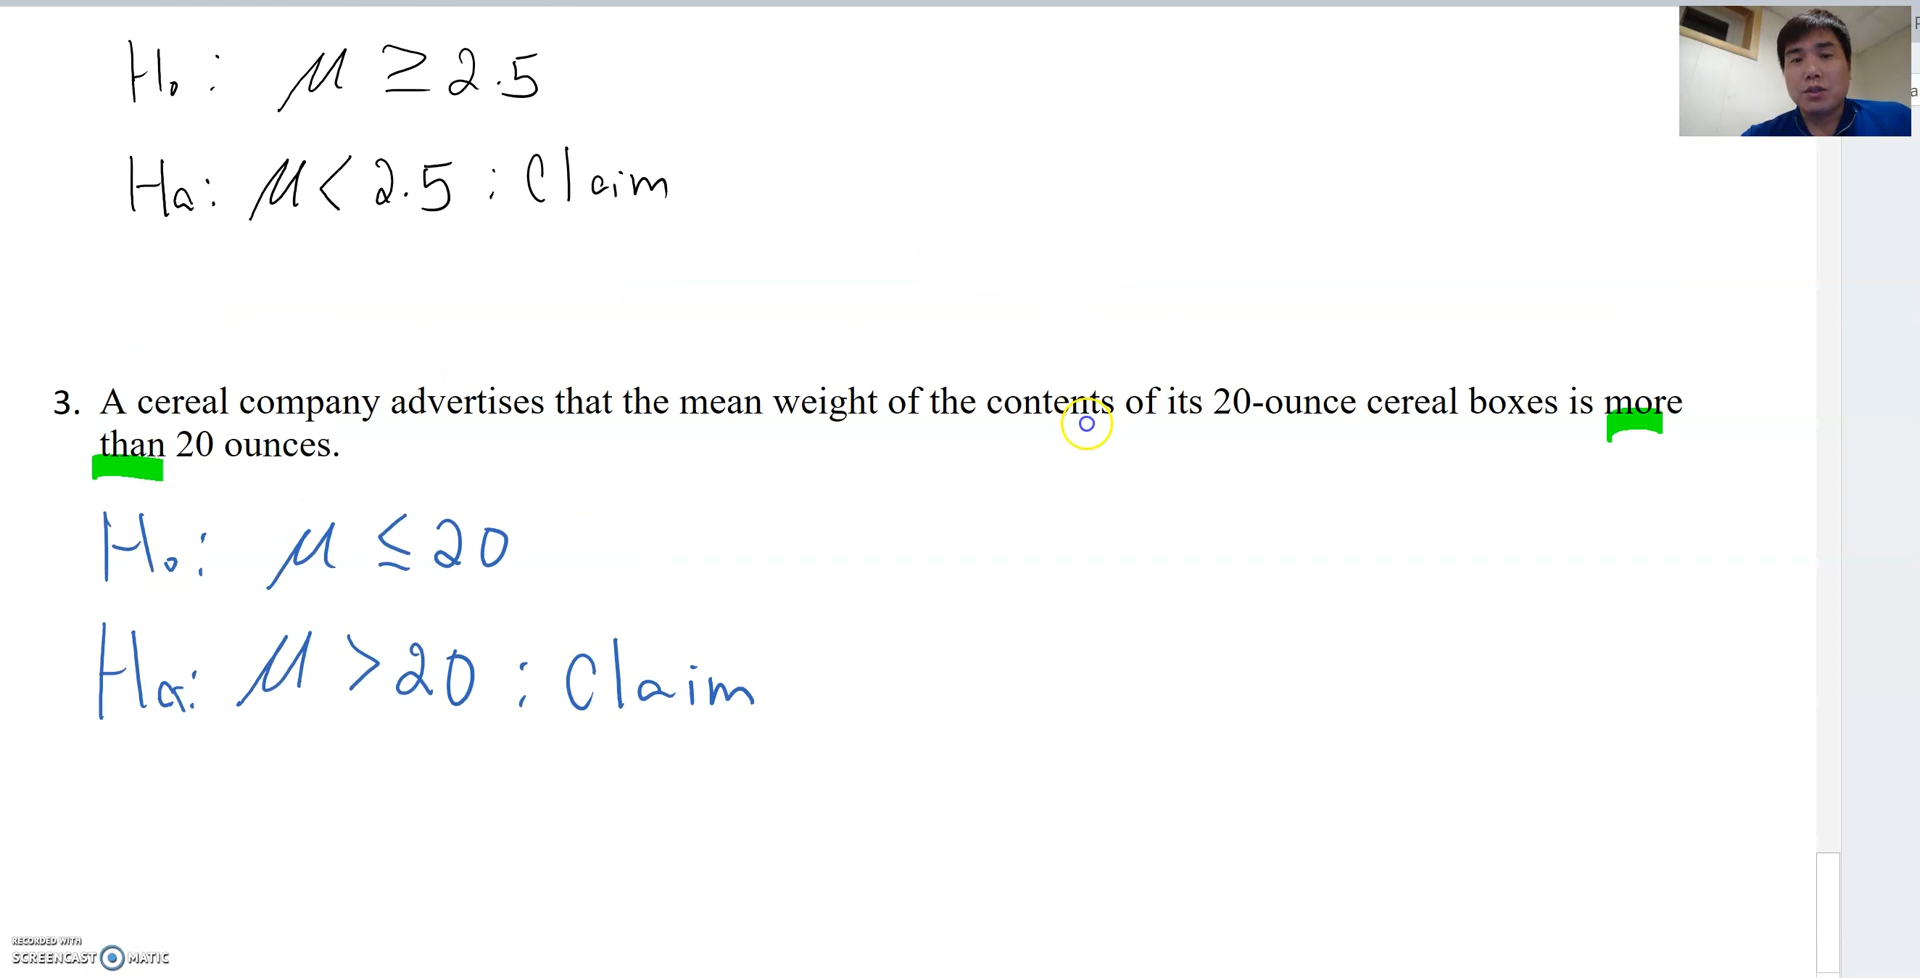 H₀ : μ ≥ 2.5
Ha : μ < 2.5 : Claim
3. A cereal company advertises that the mean weight of the contents of its 20-ounce cereal boxes is more
than 20 ounces.
H₀ : μ ≤ 20
Ha : μ > 20 : Claim
RECORDED WITH
SCREENCAST MATIC